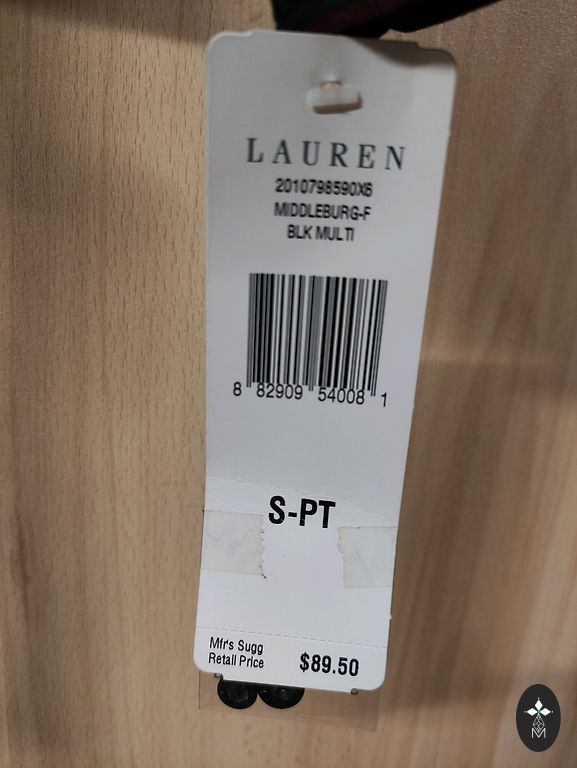 LAUREN
2010798590X6
MIDDLEBURG-F
BLK MULTI
8 82909 54008 1
S-PT
Mfr's Sugg
Retail Price $89.50
M